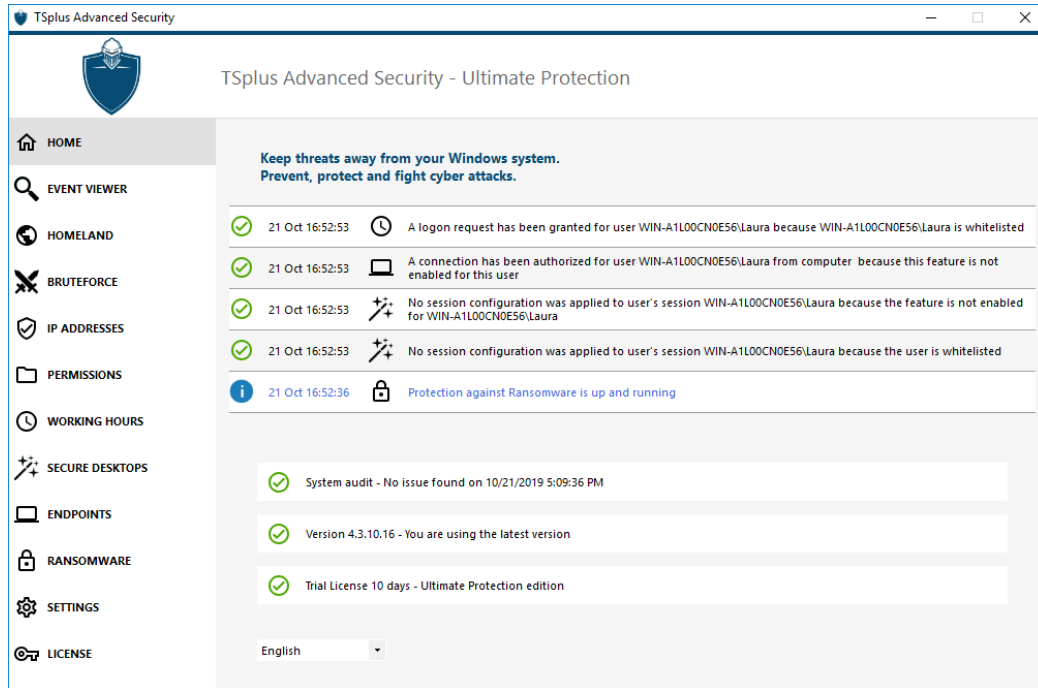 TSplus Advanced Security
TSplus Advanced Security - Ultimate Protection
HOME
EVENT VIEWER
HOMELAND
BRUTEFORCE
IP ADDRESSES
PERMISSIONS
WORKING HOURS
SECURE DESKTOPS
ENDPOINTS
RANSOMWARE
SETTINGS
LICENSE
Keep threats away from your Windows system.
Prevent, protect and fight cyber attacks.
21 Oct 16:52:53 A logon request has been granted for user WIN-A1L00CN0E56\Laura because WIN-A1L00CN0E56\Laura is whitelisted
21 Oct 16:52:53 A connection has been authorized for user WIN-A1L00CN0E56\Laura from computer because this feature is not
enabled for this user
21 Oct 16:52:53 No session configuration was applied to user's session WIN-A1L00CN0E56\Laura because the feature is not enabled
for WIN-A1L00CN0E56\Laura
21 Oct 16:52:53 No session configuration was applied to user's session WIN-A1L00CN0E56\Laura because the user is whitelisted
21 Oct 16:52:36 Protection against Ransomware is up and running
System audit - No issue found on 10/21/2019 5:09:36 PM
Version 4.3.10.16 - You are using the latest version
Trial License 10 days - Ultimate Protection edition
English